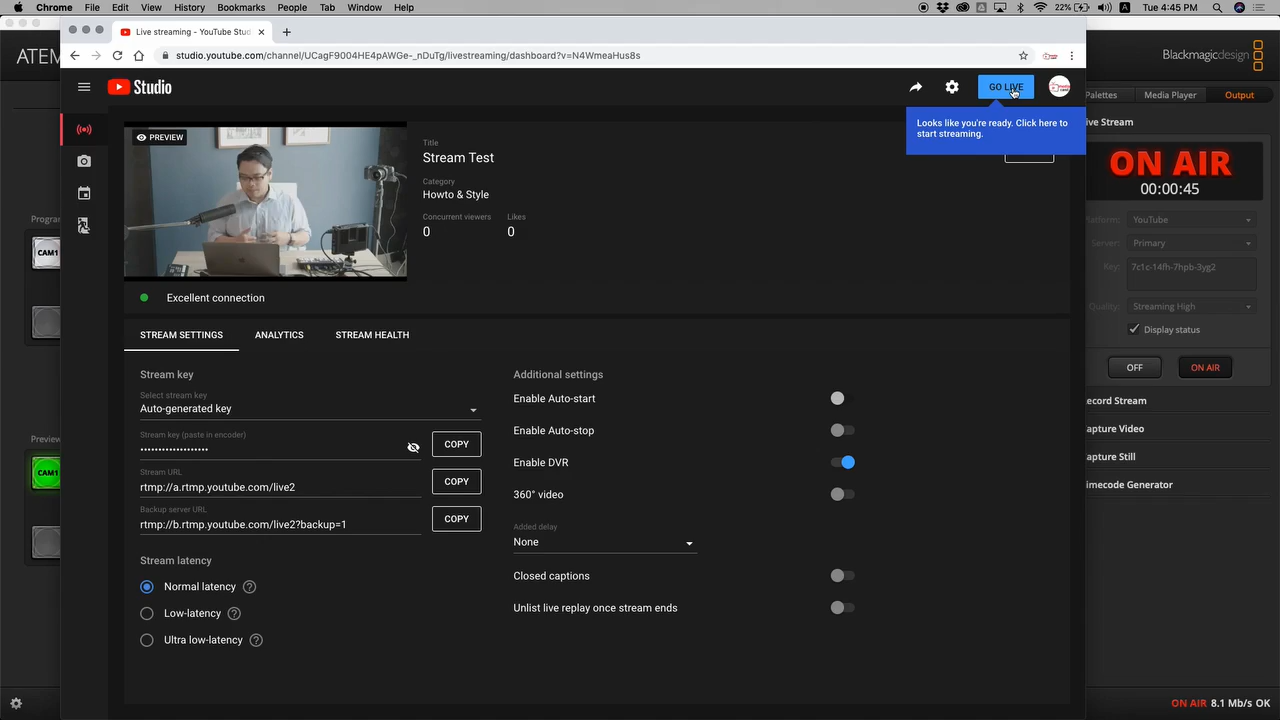 Chrome File Edit View History Bookmarks People Tab Window Help
22% A Tue 4:45 PM
Live streaming - YouTube Stud
studio.youtube.com/channel/UCagF9004HE4pAWGe-_nDuTg/livestreaming/dashboard?v=N4WmeaHus8s
ATEM
Blackmagicdesign
Studio
GO LIVE
Looks like you're ready. Click here to
start streaming.
PREVIEW
Title
Stream Test
Category
Howto & Style
Concurrent viewers Likes
0 0
Excellent connection
STREAM SETTINGS ANALYTICS STREAM HEALTH
Stream key
Select stream key
Auto-generated key
Stream key (paste in encoder)
••••••••••••••••••• COPY
Stream URL
rtmp://a.rtmp.youtube.com/live2 COPY
Backup server URL
rtmp://b.rtmp.youtube.com/live2?backup=1 COPY
Stream latency
Normal latency
Low-latency
Ultra low-latency
Additional settings
Enable Auto-start
Enable Auto-stop
Enable DVR
360° video
Added delay
None
Closed captions
Unlist live replay once stream ends
Progran
CAM1
Preview
CAM1
Palettes Media Player Output
ive Stream
ON AIR
00:00:45
Platform: YouTube
Server: Primary
Key: 7c1c-14fh-7hpb-3yg2
Quality: Streaming High
Display status
OFF ON AIR
ecord Stream
apture Video
apture Still
imecode Generator
ON AIR 8.1 Mb/s OK